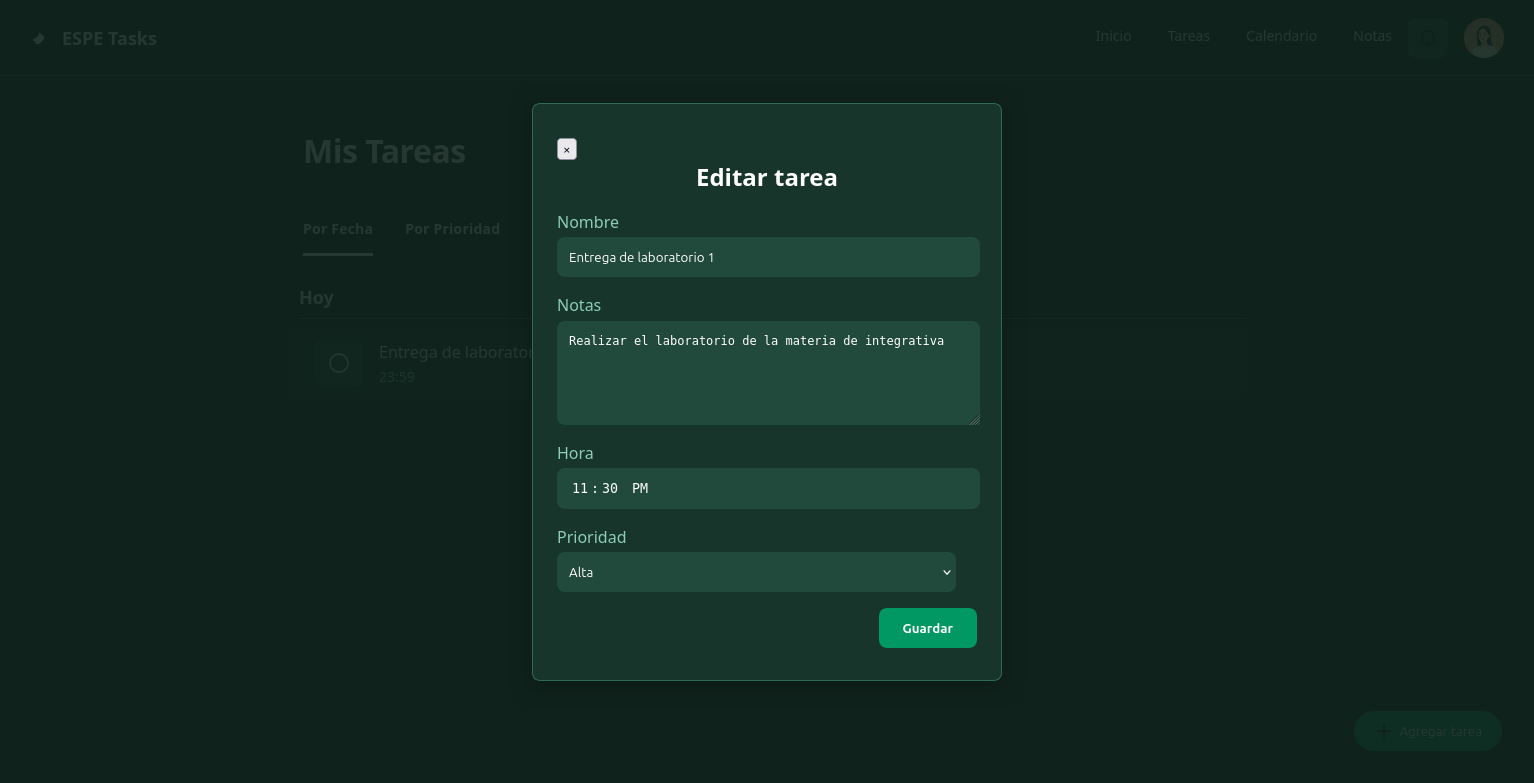 ESPE Tasks
Inicio
Tareas
Calendario
Notas
Mis Tareas
Por Fecha
Por Prioridad
Hoy
Entrega de laborator
23:59
×
Editar tarea
Nombre
Entrega de laboratorio 1
Notas
Realizar el laboratorio de la materia de integrativa
Hora
11:30 PM
Prioridad
Alta
Guardar
Agregar tarea